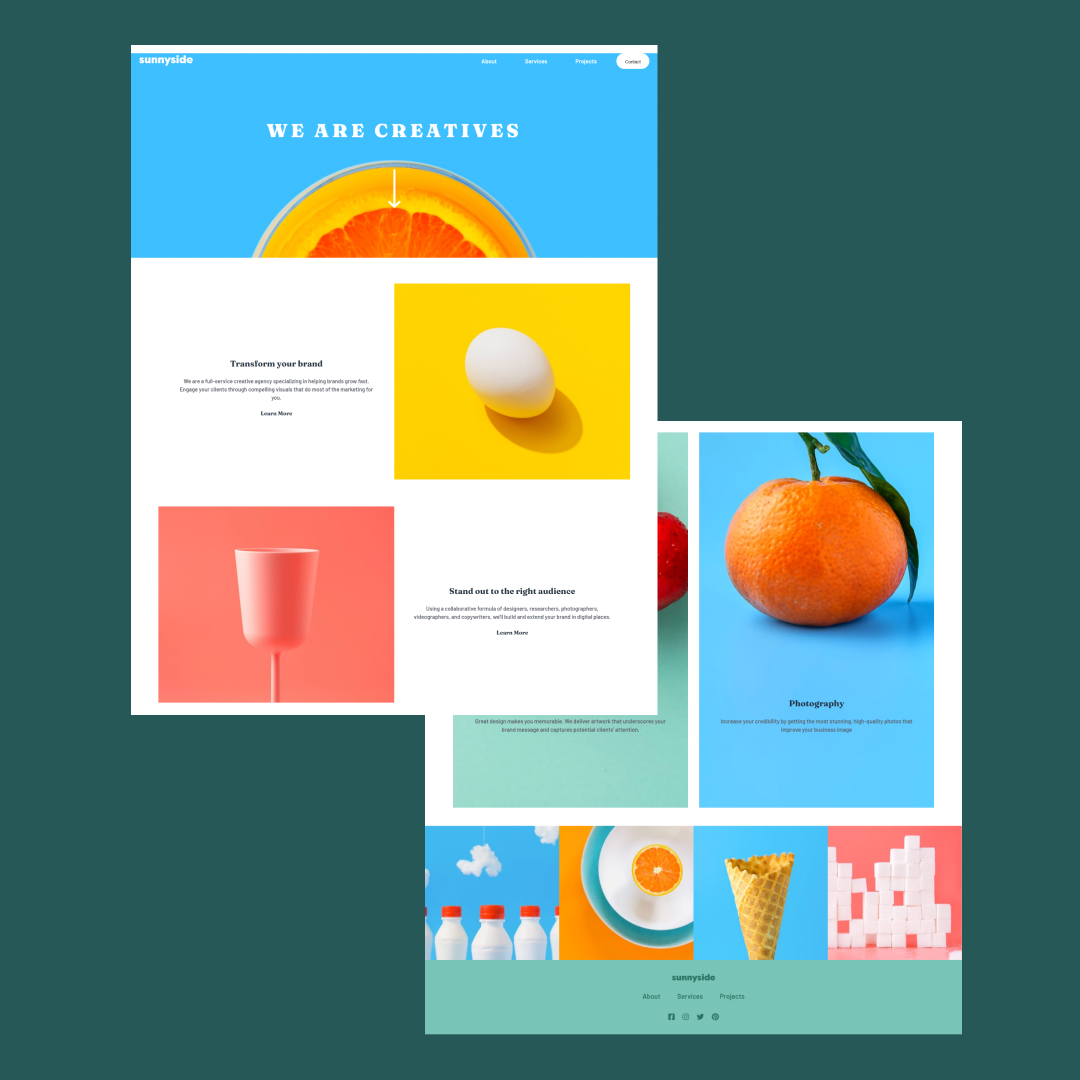 sunnyside
About Services Projects Contact
WE ARE CREATIVES
Transform your brand
We are a full-service creative agency specializing in helping brands grow fast.
Engage your clients through compelling visuals that do most of the marketing for
you.
Learn More
Stand out to the right audience
Using a collaborative formula of designers, researchers, photographers,
videographers, and copywriters, we'll build and extend your brand in digital places.
Learn More
Great design makes you memorable. We deliver artwork that underscores your
brand message and captures potential clients' attention.
Photography
Increase your credibility by getting the most stunning, high-quality photos that
improve your business image
sunnyside
About Services Projects